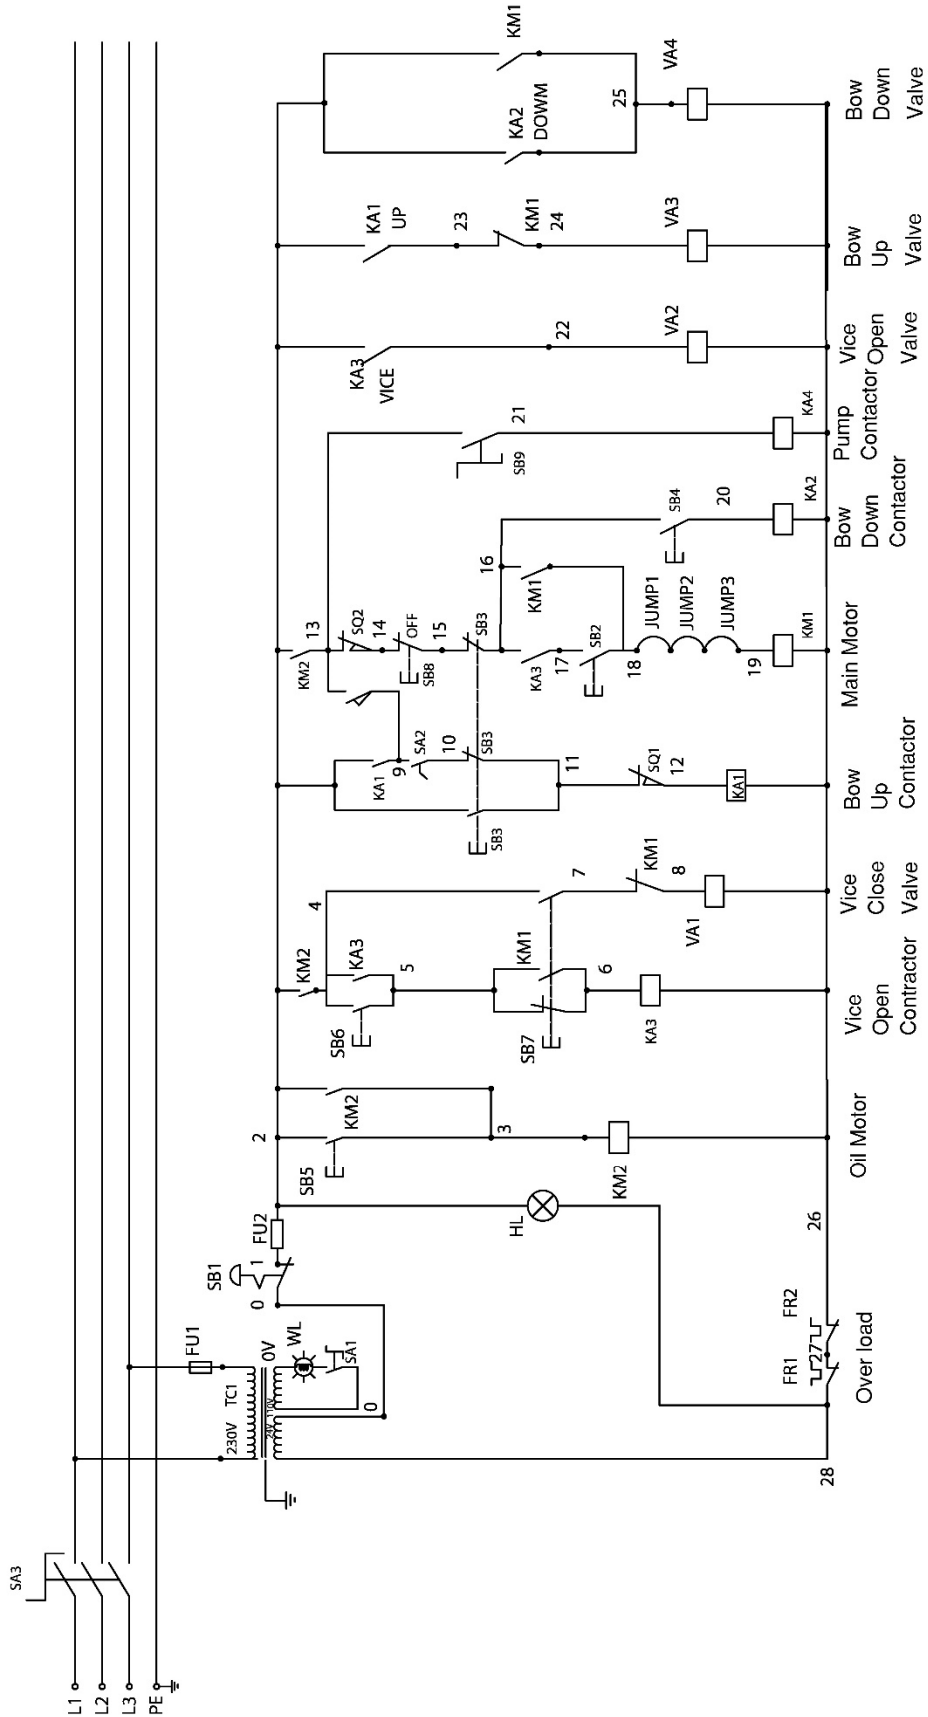 SA3
L1
L2
L3
PE
FU1
230V
TC1
0V
110V
24V
WL
SA1
0
SB1
0
1
FU2
HL
FR1
27
FR2
28
26
Over load
2
SB5
KM2
3
KM2
Oil Motor
KM2
4
SB6
KA3
5
SB7
KM1
6
KA3
Vice
Open
Contractor
7
KM1
8
VA1
Vice
Close
Valve
KA1
9
SA2
10
SB3
SB3
11
SQ1
12
KA1
Bow
Up
Contactor
KM2
13
SQ2
14
OFF
SB8
15
SB3
16
KA3
KM1
17
SB2
18
JUMP1
JUMP2
JUMP3
19
KM1
Main Motor
SB4
20
KA2
Bow
Down
Contactor
SB9
21
KA4
Pump
Contactor
KA3
VICE
22
VA2
Vice
Open
Valve
KA1
UP
23
KM1
24
VA3
Bow
Up
Valve
KA2
DOWM
KM1
25
VA4
Bow
Down
Valve